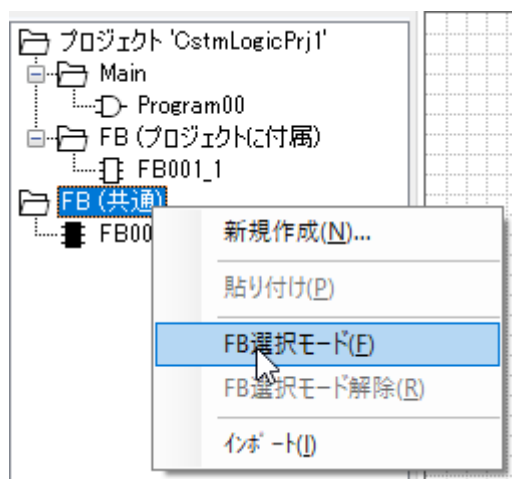 プロジェクト 'CstmLogicPrj1'
Main
Program00
FB (プロジェクトに付属)
FB001_1
FB (共通)
FB00
新規作成(N)...
貼り付け(P)
FB選択モード(F)
FB選択モード解除(R)
ｲﾝﾎﾟｰﾄ(I)